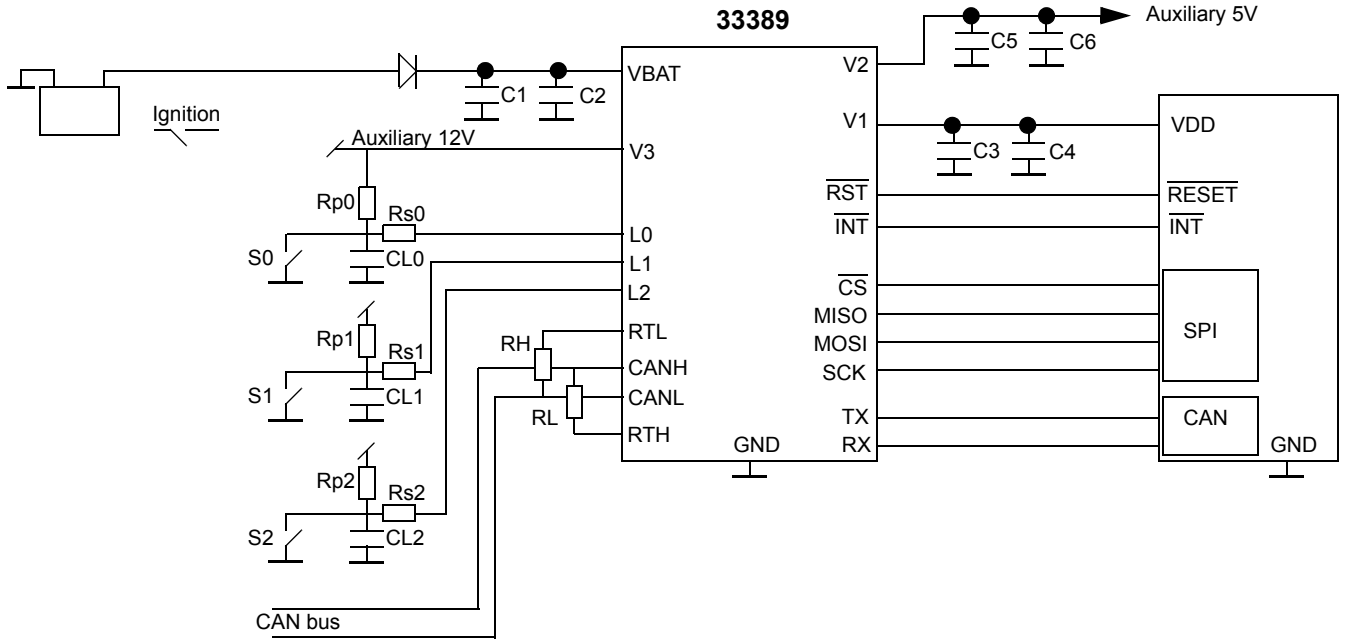 33389
Auxiliary 5V
C5
C6
V2
VBAT
C1
C2
Ignition
V1
VDD
C3
C4
Auxiliary 12V
V3
Rp0
Rs0
RST
RESET
INT
INT
L0
S0
CL0
L1
L2
CS
MISO
SPI
MOSI
SCK
Rp1
Rs1
RTL
RH
CANH
S1
CL1
CANL
RL
RTH
TX
CAN
RX
GND
GND
Rp2
Rs2
S2
CL2
CAN bus